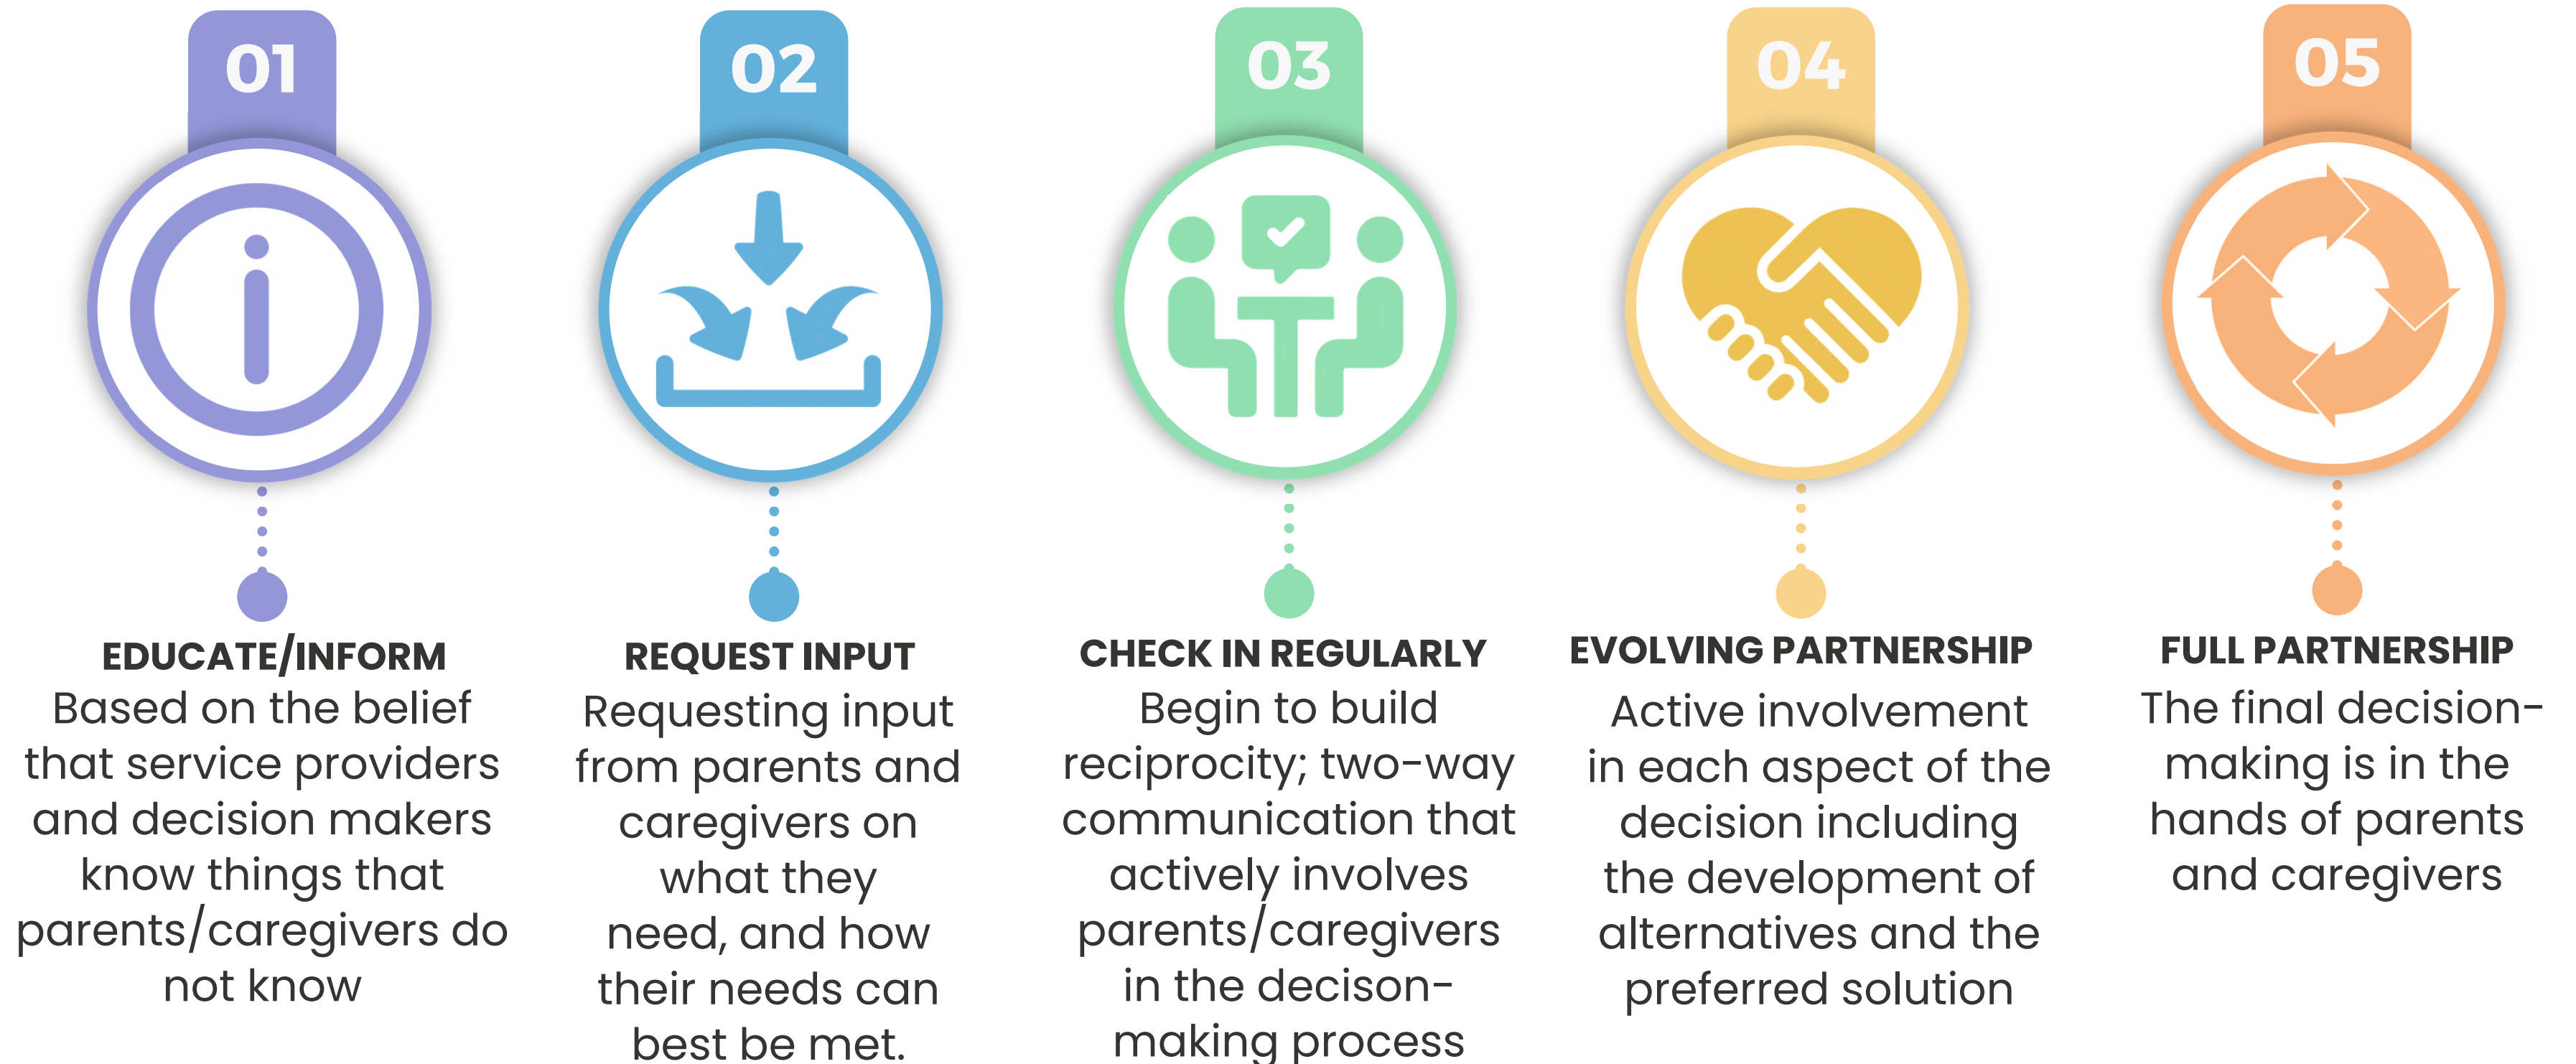 01
EDUCATE/INFORM
Based on the belief
that service providers
and decision makers
know things that
parents/caregivers do
not know
02
REQUEST INPUT
Requesting input
from parents and
caregivers on
what they
need, and how
their needs can
best be met.
03
CHECK IN REGULARLY
Begin to build
reciprocity; two-way
communication that
actively involves
parents/caregivers
in the decison-
making process
04
EVOLVING PARTNERSHIP
Active involvement
in each aspect of the
decision including
the development of
alternatives and the
preferred solution
05
FULL PARTNERSHIP
The final decision-
making is in the
hands of parents
and caregivers